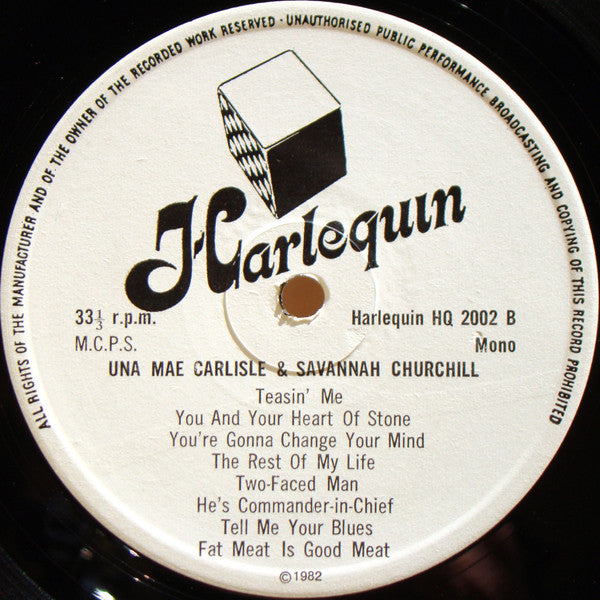 ALL RIGHTS OF THE MANUFACTURER AND OF THE OWNER OF THE RECORDED WORK RESERVED · UNAUTHORISED PUBLIC PERFORMANCE BROADCASTING AND COPYING OF THIS RECORD PROHIBITED
Harlequin
33⅓ r.p.m. Harlequin HQ 2002 B
M.C.P.S. Mono
UNA MAE CARLISLE & SAVANNAH CHURCHILL
Teasin' Me
You And Your Heart Of Stone
You're Gonna Change Your Mind
The Rest Of My Life
Two-Faced Man
He's Commander-in-Chief
Tell Me Your Blues
Fat Meat Is Good Meat
©1982